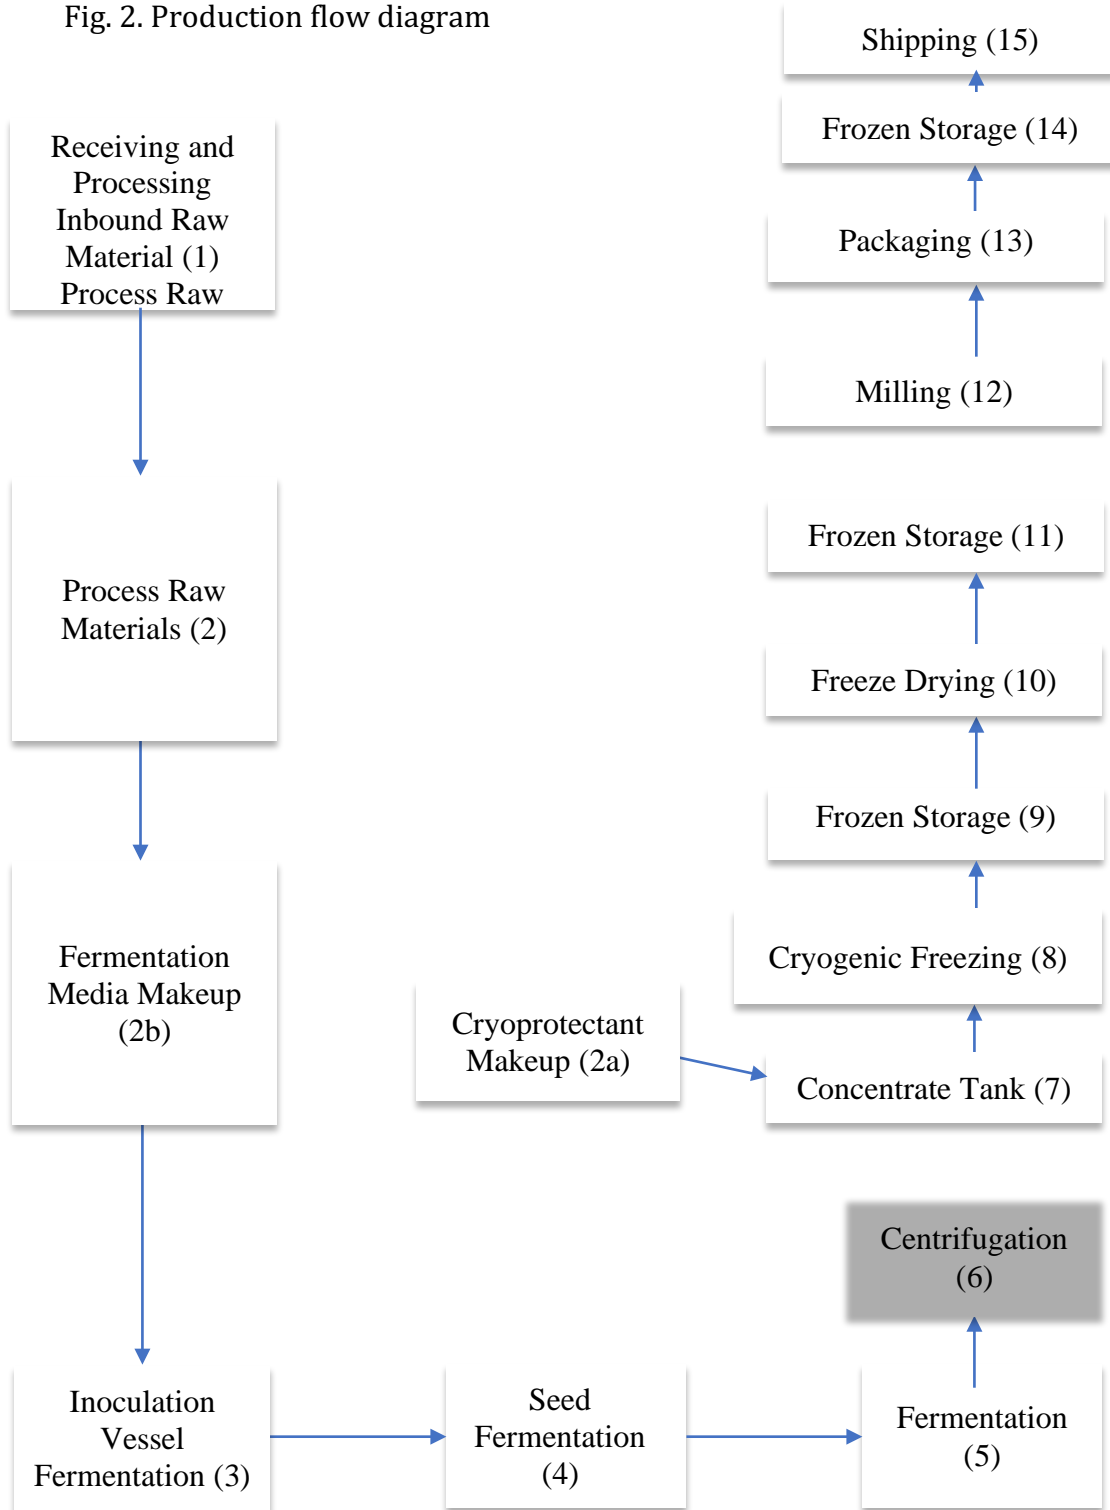 Fig. 2. Production flow diagram
Receiving and
Processing
Inbound Raw
Material (1)
Process Raw
Process Raw
Materials (2)
Fermentation
Media Makeup
(2b)
Inoculation
Vessel
Fermentation (3)
Seed
Fermentation
(4)
Fermentation
(5)
Centrifugation
(6)
Cryoprotectant
Makeup (2a)
Concentrate Tank (7)
Cryogenic Freezing (8)
Frozen Storage (9)
Freeze Drying (10)
Frozen Storage (11)
Milling (12)
Packaging (13)
Frozen Storage (14)
Shipping (15)